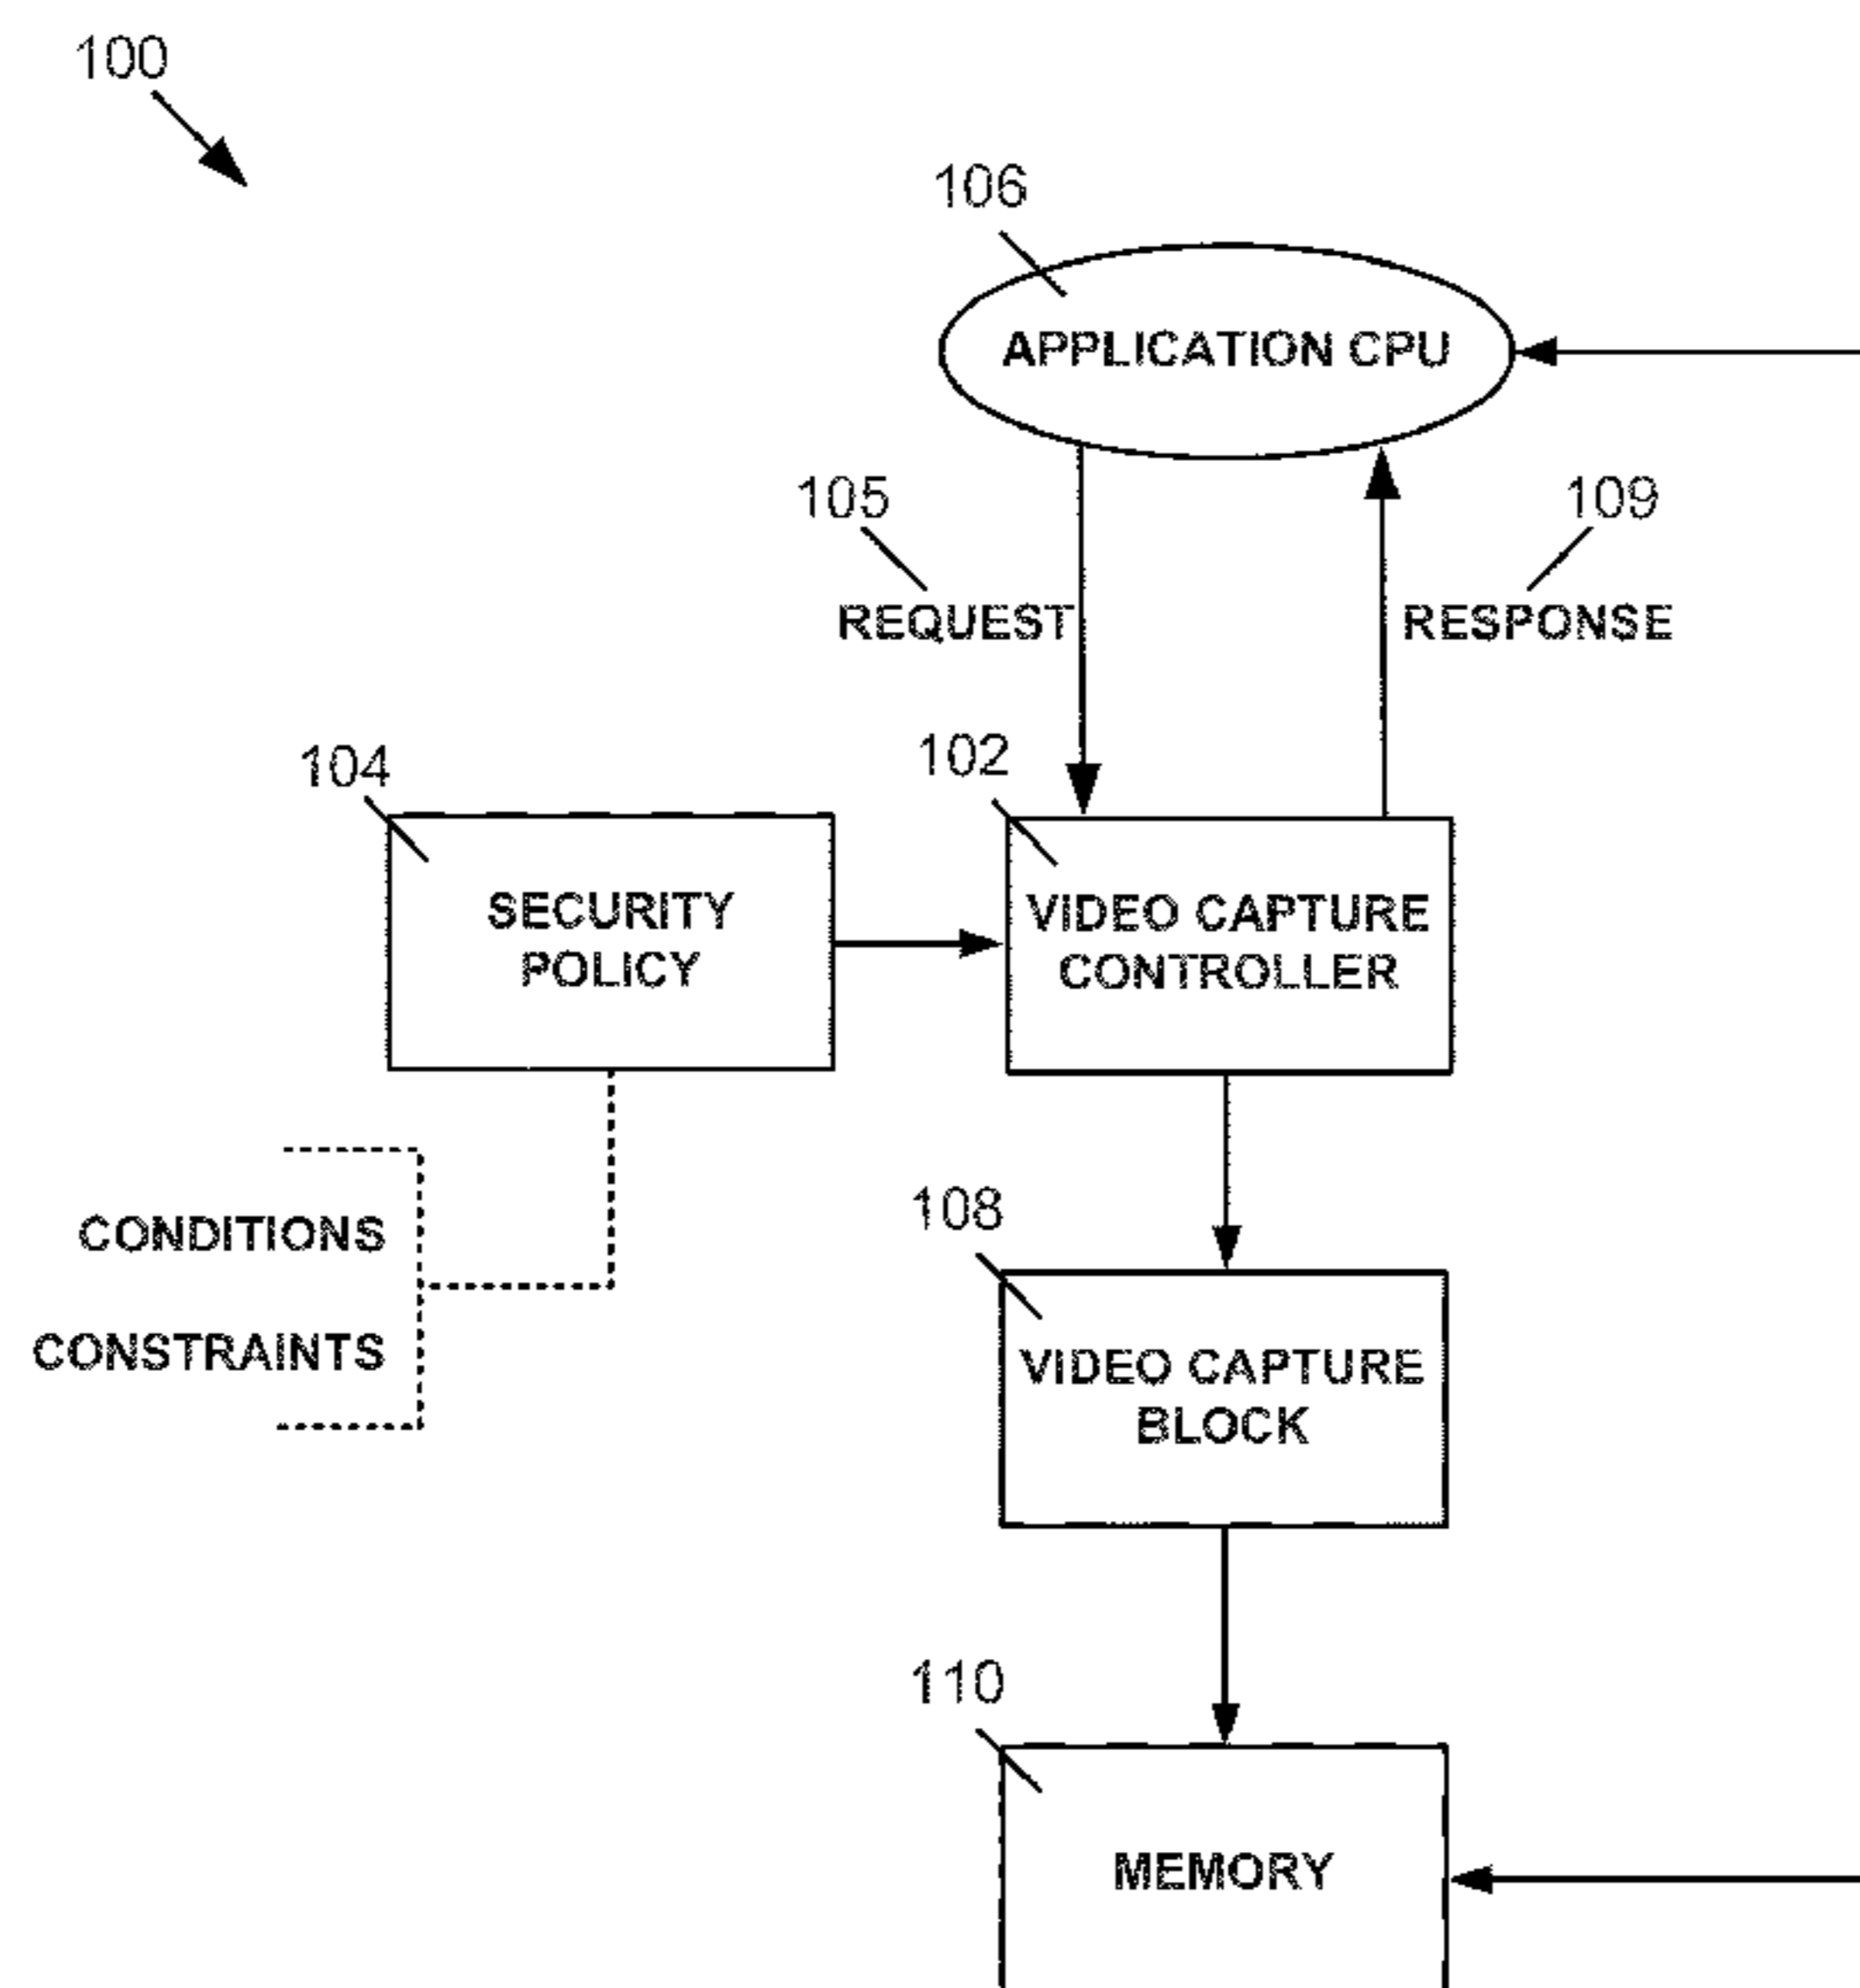 100
106
APPLICATION CPU
105
109
REQUEST
RESPONSE
104
102
SECURITY
POLICY
VIDEO CAPTURE
CONTROLLER
108
CONDITIONS
CONSTRAINTS
VIDEO CAPTURE
BLOCK
110
MEMORY